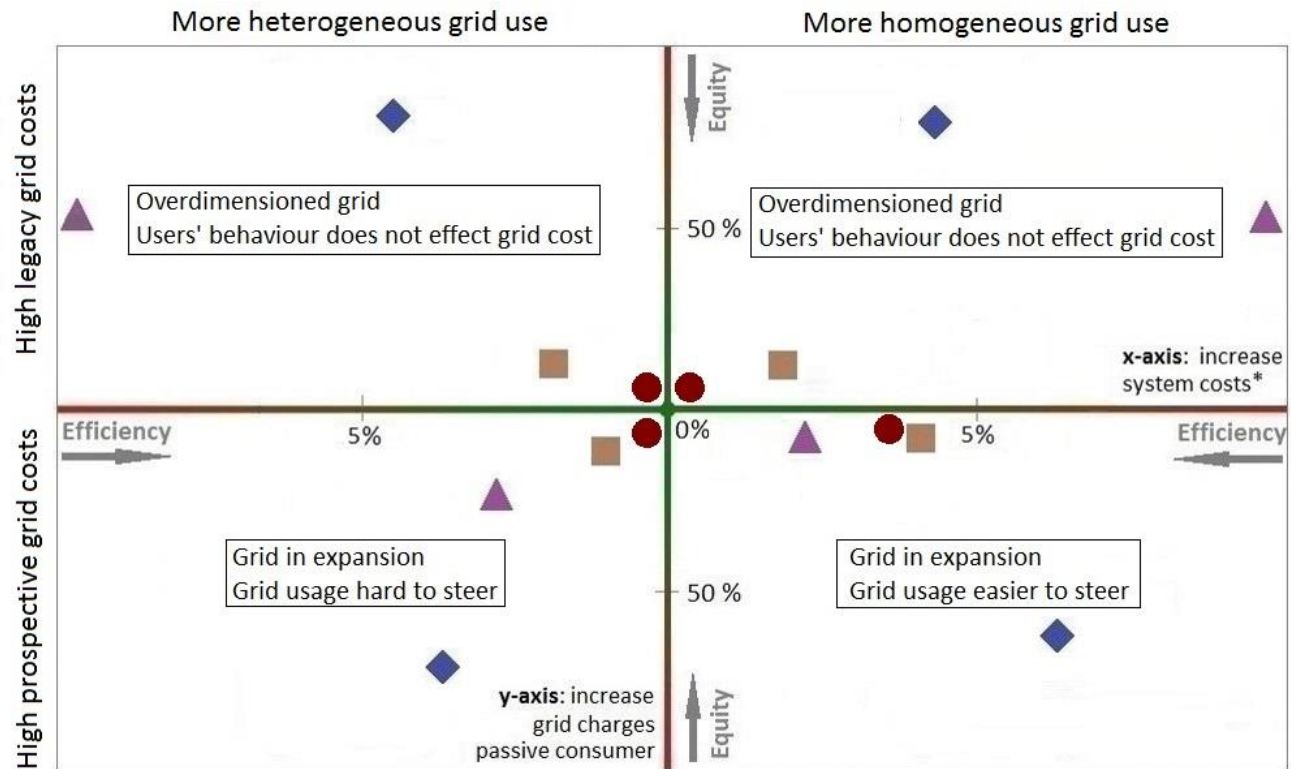 More heterogeneous grid use
More homogeneous grid use
High legacy grid costs
Equity
Overdimensioned grid
Users' behaviour does not effect grid cost
Overdimensioned grid
Users' behaviour does not effect grid cost
50 %
x-axis: increase
system costs*
Efficiency
5%
0%
5%
Efficiency
High prospective grid costs
Grid in expansion
Grid usage hard to steer
Grid in expansion
Grid usage easier to steer
50 %
y-axis: increase
grid charges
passive consumer
Equity